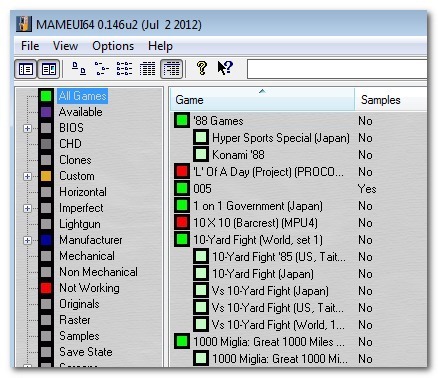 MAMEUI64 0.146u2 (Jul 2 2012)
File View Options Help
All Games
Available
BIOS
CHD
Clones
Custom
Horizontal
Imperfect
Lightgun
Manufacturer
Mechanical
Non Mechanical
Not Working
Originals
Raster
Samples
Save State
Game Samples
'88 Games No
Hyper Sports Special (Japan) No
Konami '88 No
'L' Of A Day (Project) (PROCO... No
005 Yes
1 on 1 Government (Japan) No
10 X 10 (Barcrest) (MPU4) No
10-Yard Fight (World, set 1) No
10-Yard Fight '85 (US, Tait... No
10-Yard Fight (Japan) No
Vs 10-Yard Fight (Japan) No
Vs 10-Yard Fight (US, Tait... No
Vs 10-Yard Fight (World, 1... No
1000 Miglia: Great 1000 Miles ... No
1000 Miglia: Great 1000 Mi... No